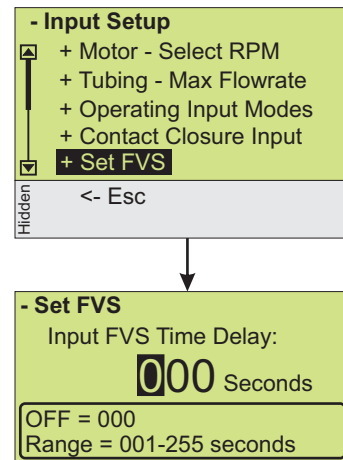 - Input Setup
+ Motor - Select RPM
+ Tubing - Max Flowrate
+ Operating Input Modes
+ Contact Closure Input
+ Set FVS
Hidden
<- Esc
- Set FVS
Input FVS Time Delay:
000 Seconds
OFF = 000
Range = 001-255 seconds